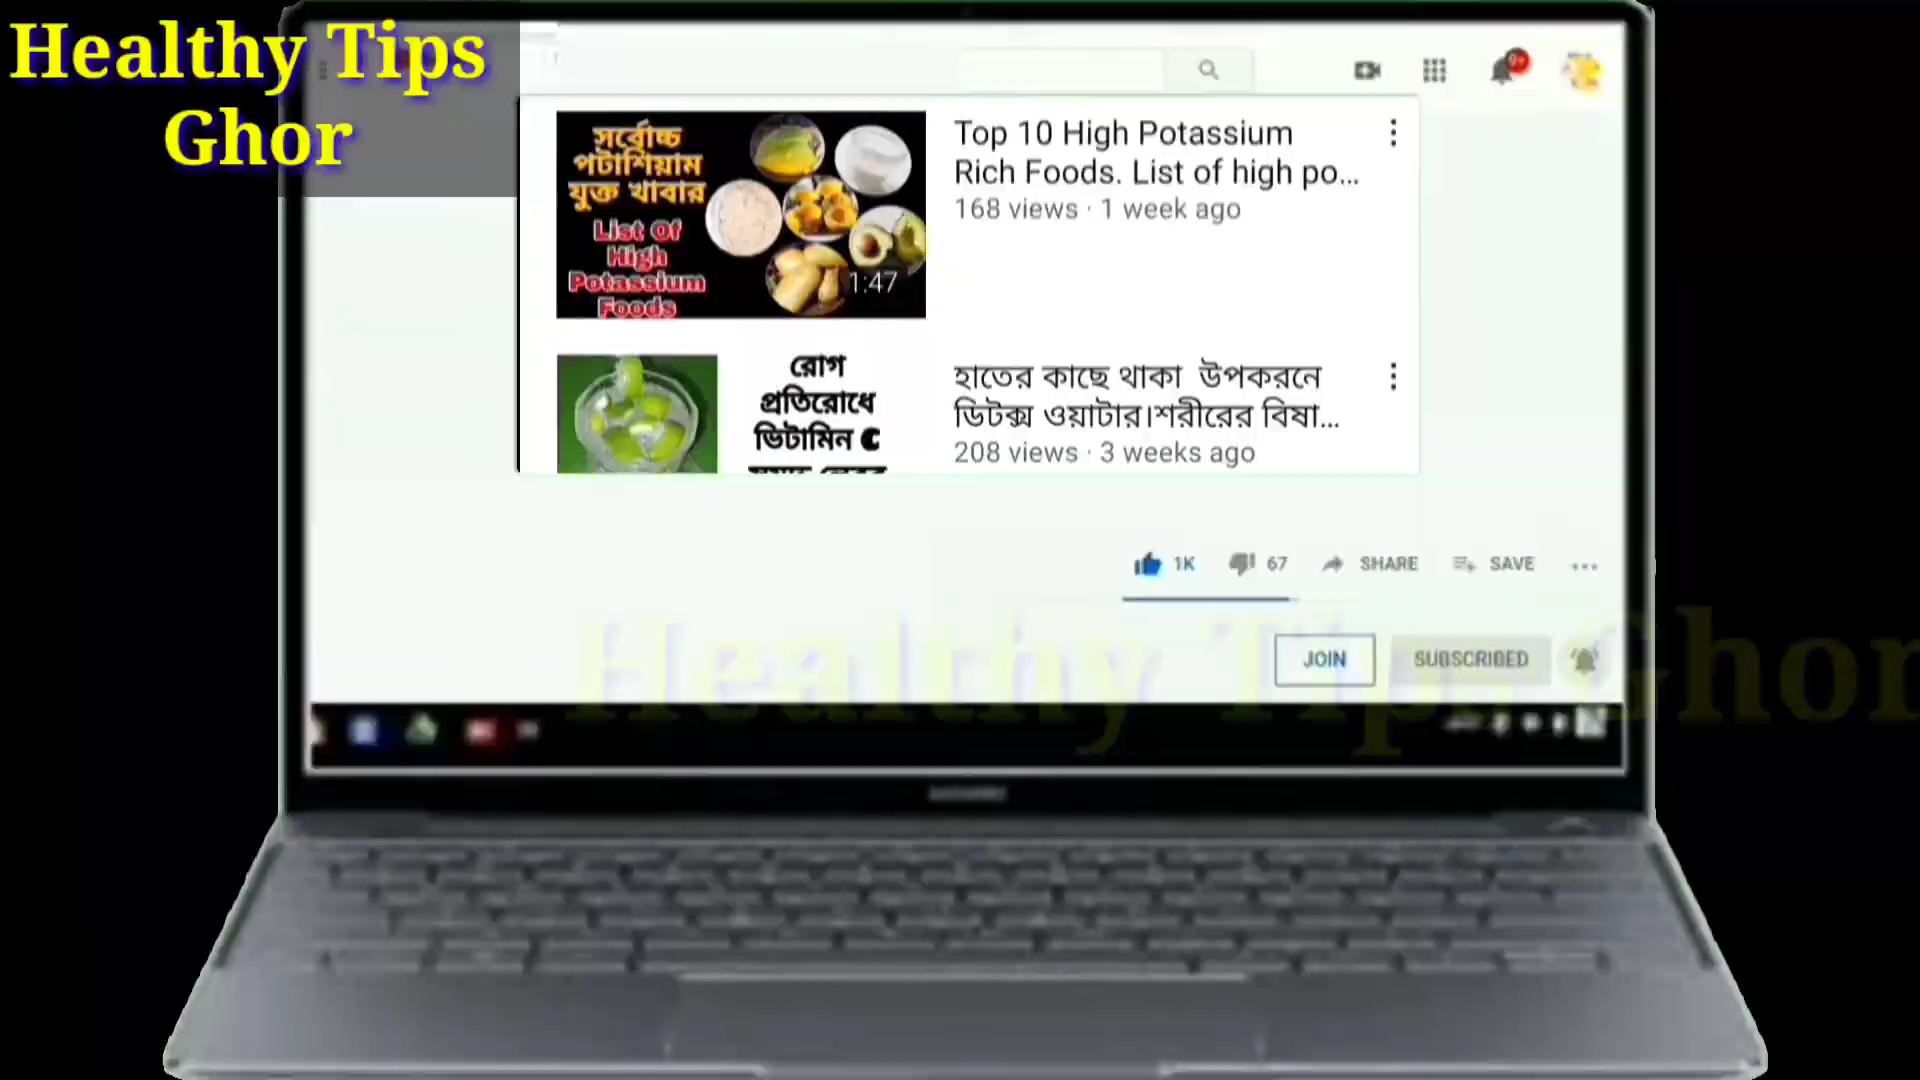 Healthy Tips
Ghor
সর্বোচ্চ
পটাশিয়াম
যুক্ত খাবার
List Of
High
Potassium
Foods
1:47
Top 10 High Potassium
Rich Foods. List of high po...
168 views · 1 week ago
রোগ
প্রতিরোধে
ভিটামিন C
হাতের কাছে থাকা উপকরনে
ডিটক্স ওয়াটার।শরীরের বিষা...
208 views · 3 weeks ago
1K 67 SHARE SAVE
Healthy Tips Ghor
JOIN SUBSCRIBED